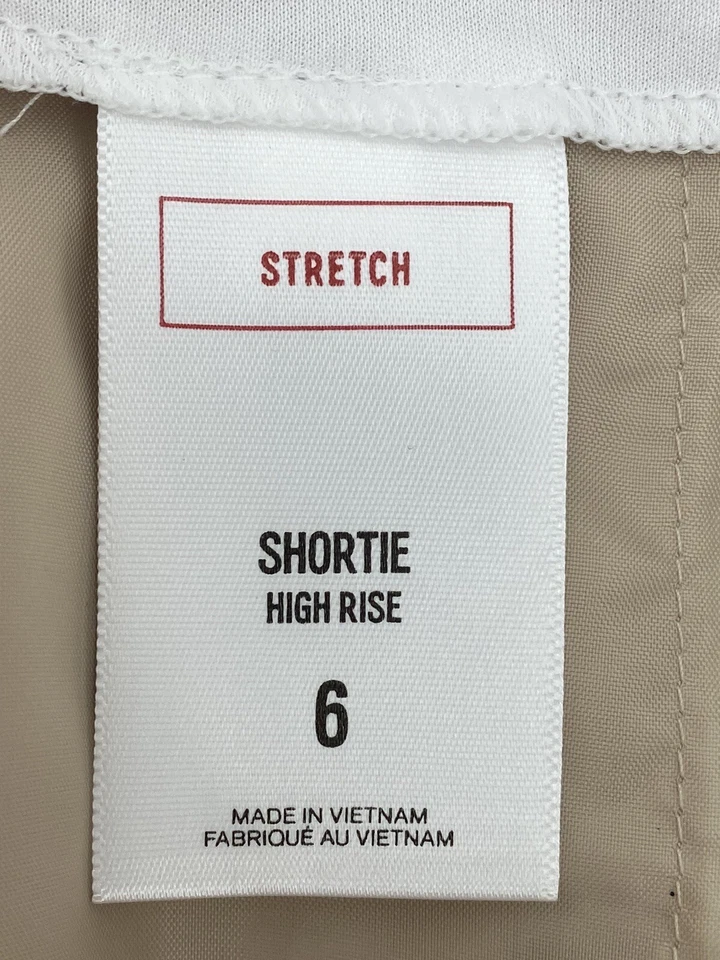 STRETCH
SHORTIE
HIGH RISE
6
MADE IN VIETNAM
FABRIQUÉ AU VIETNAM